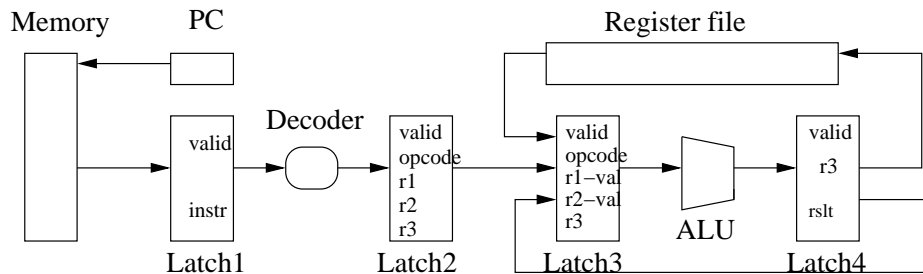 Memory
PC
Register file
Decoder
valid
instr
Latch1
valid
opcode
r1
r2
r3
Latch2
valid
opcode
r1-val
r2-val
r3
Latch3
ALU
valid
r3
rslt
Latch4